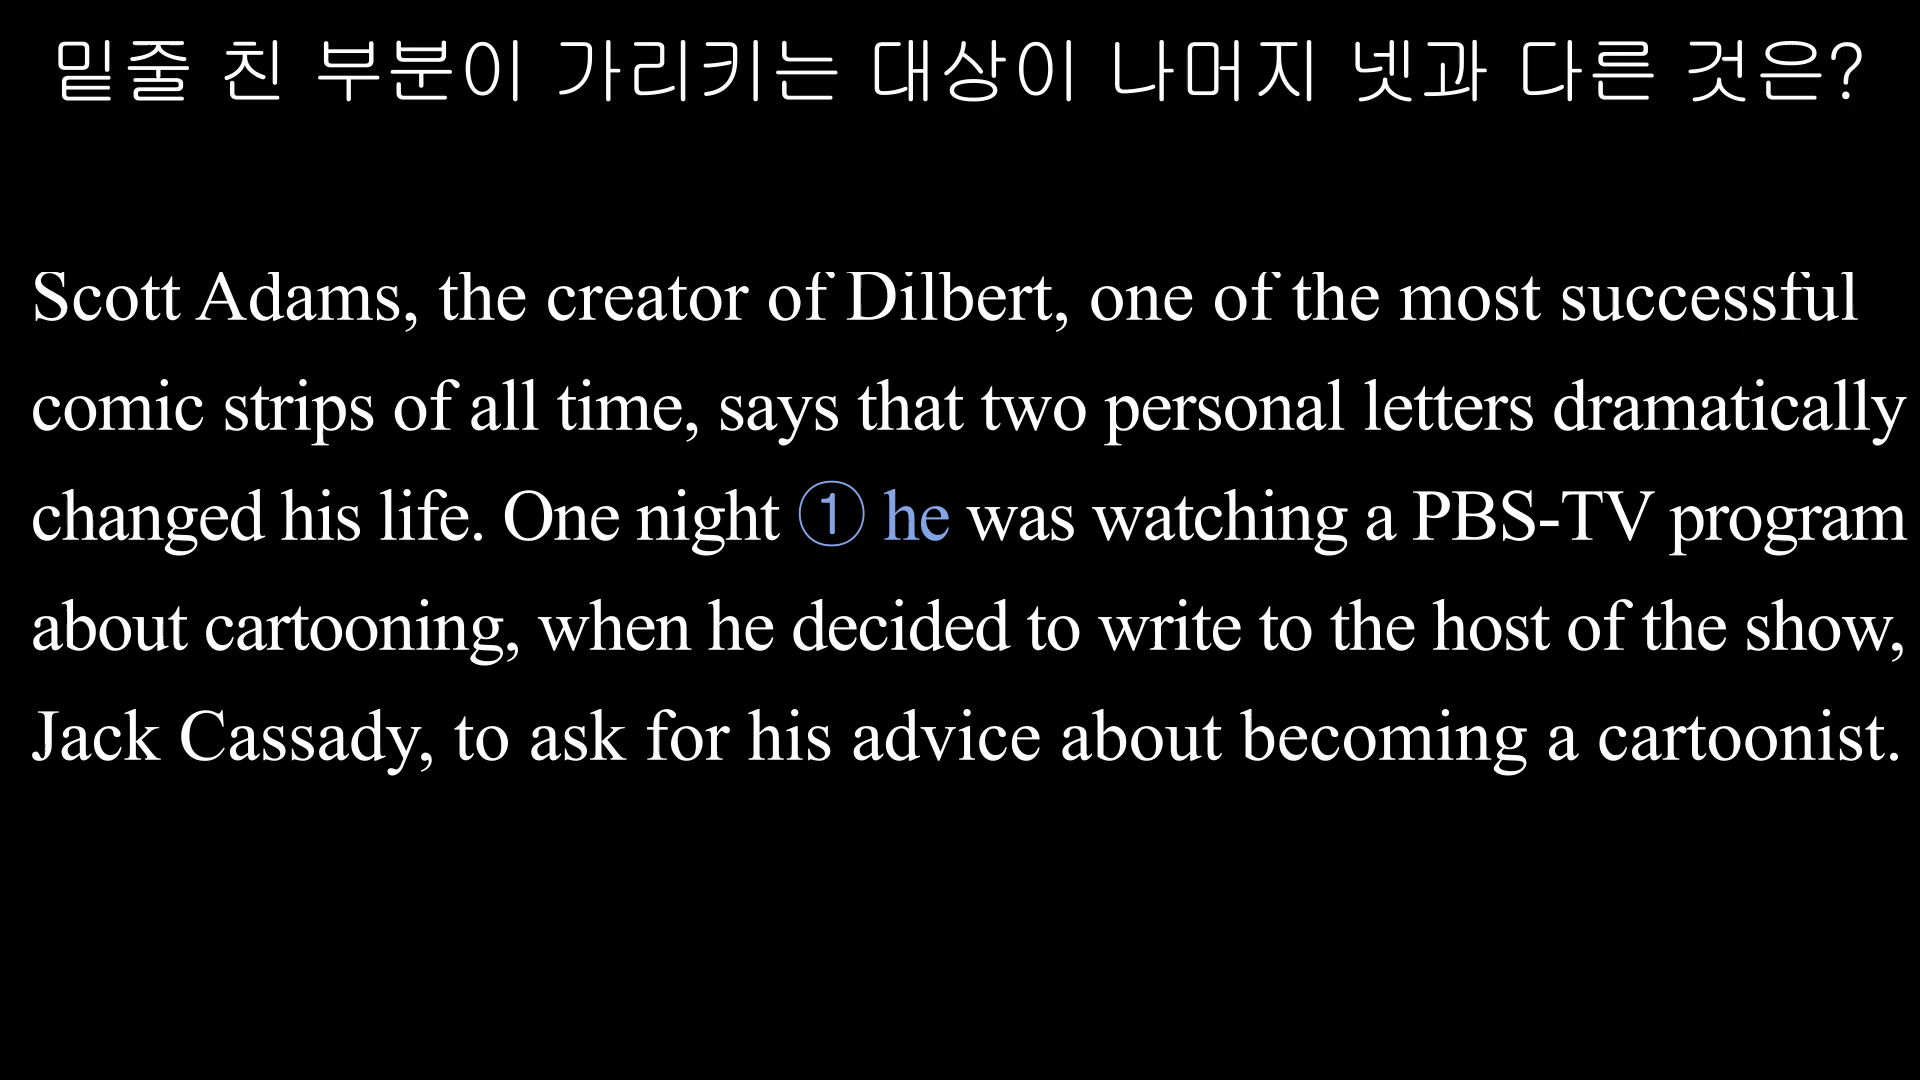 밑줄 친 부분이 가리키는 대상이 나머지 넷과 다른 것은?
Scott Adams, the creator of Dilbert, one of the most successful
comic strips of all time, says that two personal letters dramatically
changed his life. One night ① he was watching a PBS-TV program
about cartooning, when he decided to write to the host of the show,
Jack Cassady, to ask for his advice about becoming a cartoonist.